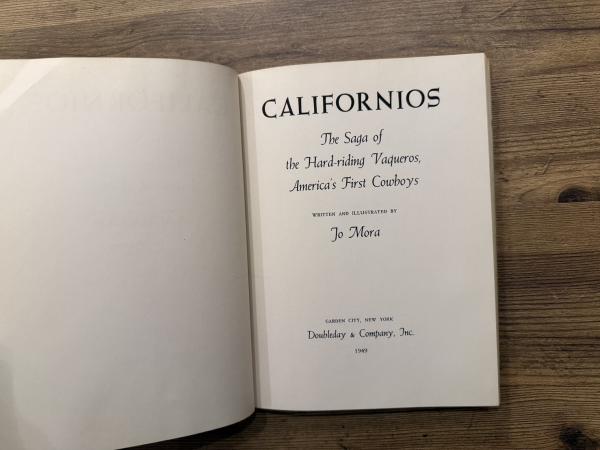 CALIFORNIOS
The Saga of
the Hard-riding Vaqueros,
America's First Cowboys
WRITTEN AND ILLUSTRATED BY
Jo Mora
GARDEN CITY, NEW YORK
Doubleday & Company, Inc.
1949